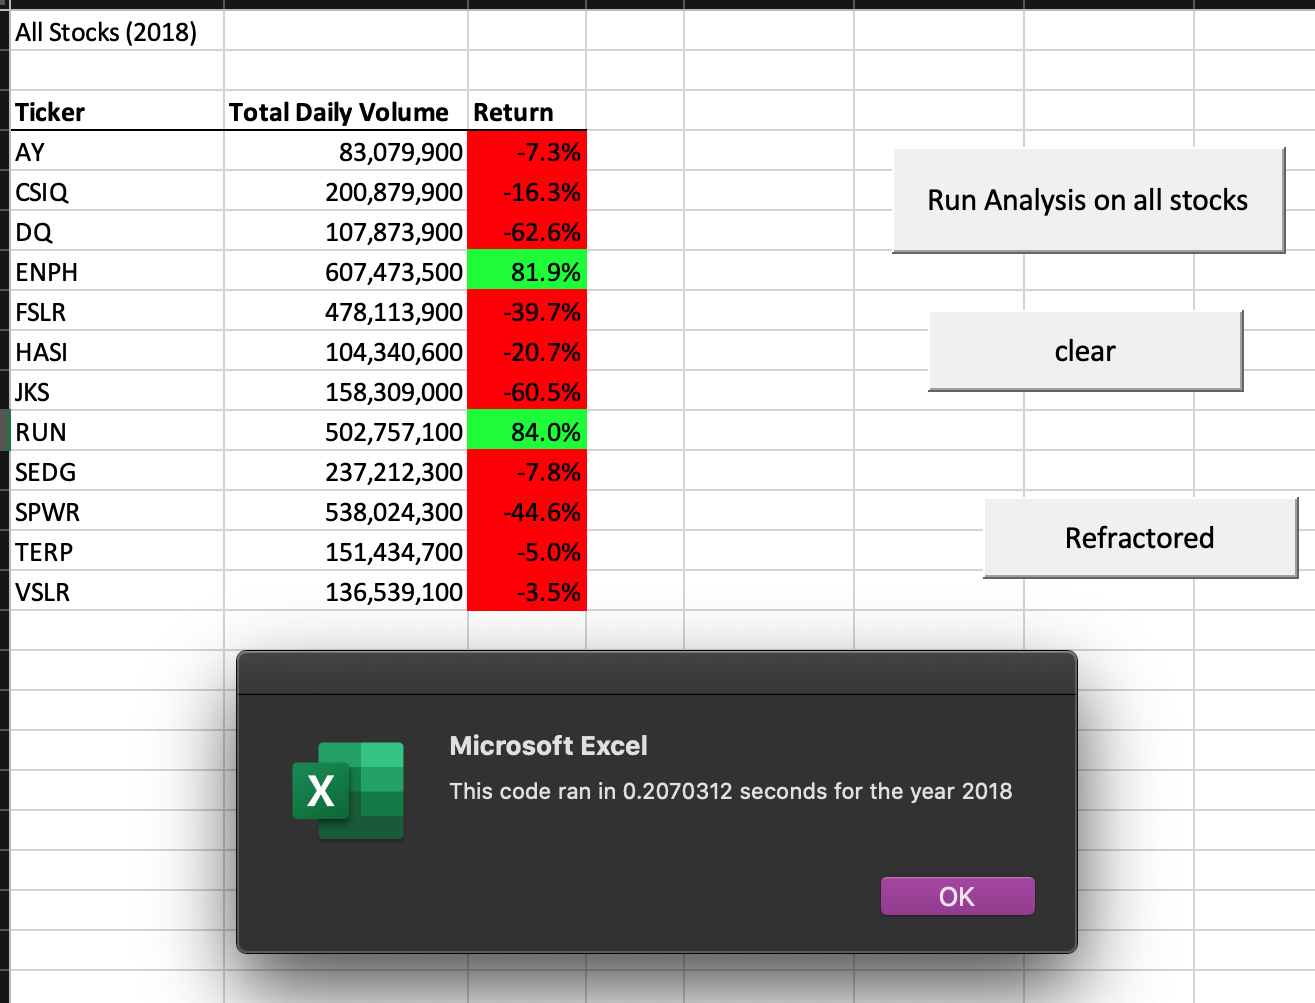 All Stocks (2018)
Ticker Total Daily Volume Return
AY 83,079,900 -7.3%
CSIQ 200,879,900 -16.3%
DQ 107,873,900 -62.6%
ENPH 607,473,500 81.9%
FSLR 478,113,900 -39.7%
HASI 104,340,600 -20.7%
JKS 158,309,000 -60.5%
RUN 502,757,100 84.0%
SEDG 237,212,300 -7.8%
SPWR 538,024,300 -44.6%
TERP 151,434,700 -5.0%
VSLR 136,539,100 -3.5%
Run Analysis on all stocks
clear
Refractored
X
Microsoft Excel
This code ran in 0.2070312 seconds for the year 2018
OK